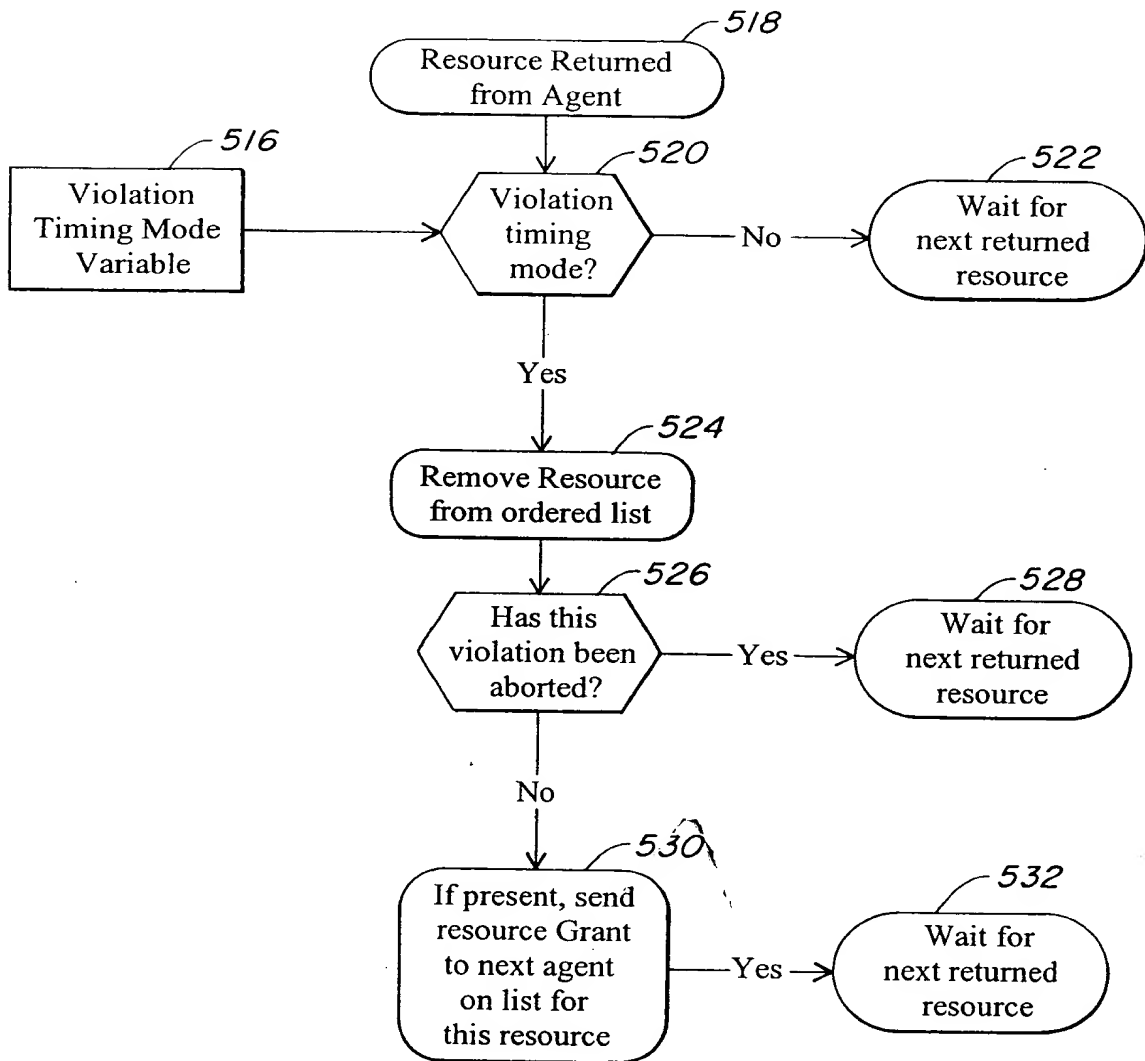 518
Resource Returned
from Agent
516
Violation
Timing Mode
Variable
520
Violation
timing
mode?
No
522
Wait for
next returned
resource
Yes
524
Remove Resource
from ordered list
526
Has this
violation been
aborted?
Yes
528
Wait for
next returned
resource
No
530
If present, send
resource Grant
to next agent
on list for
this resource
Yes
532
Wait for
next returned
resource